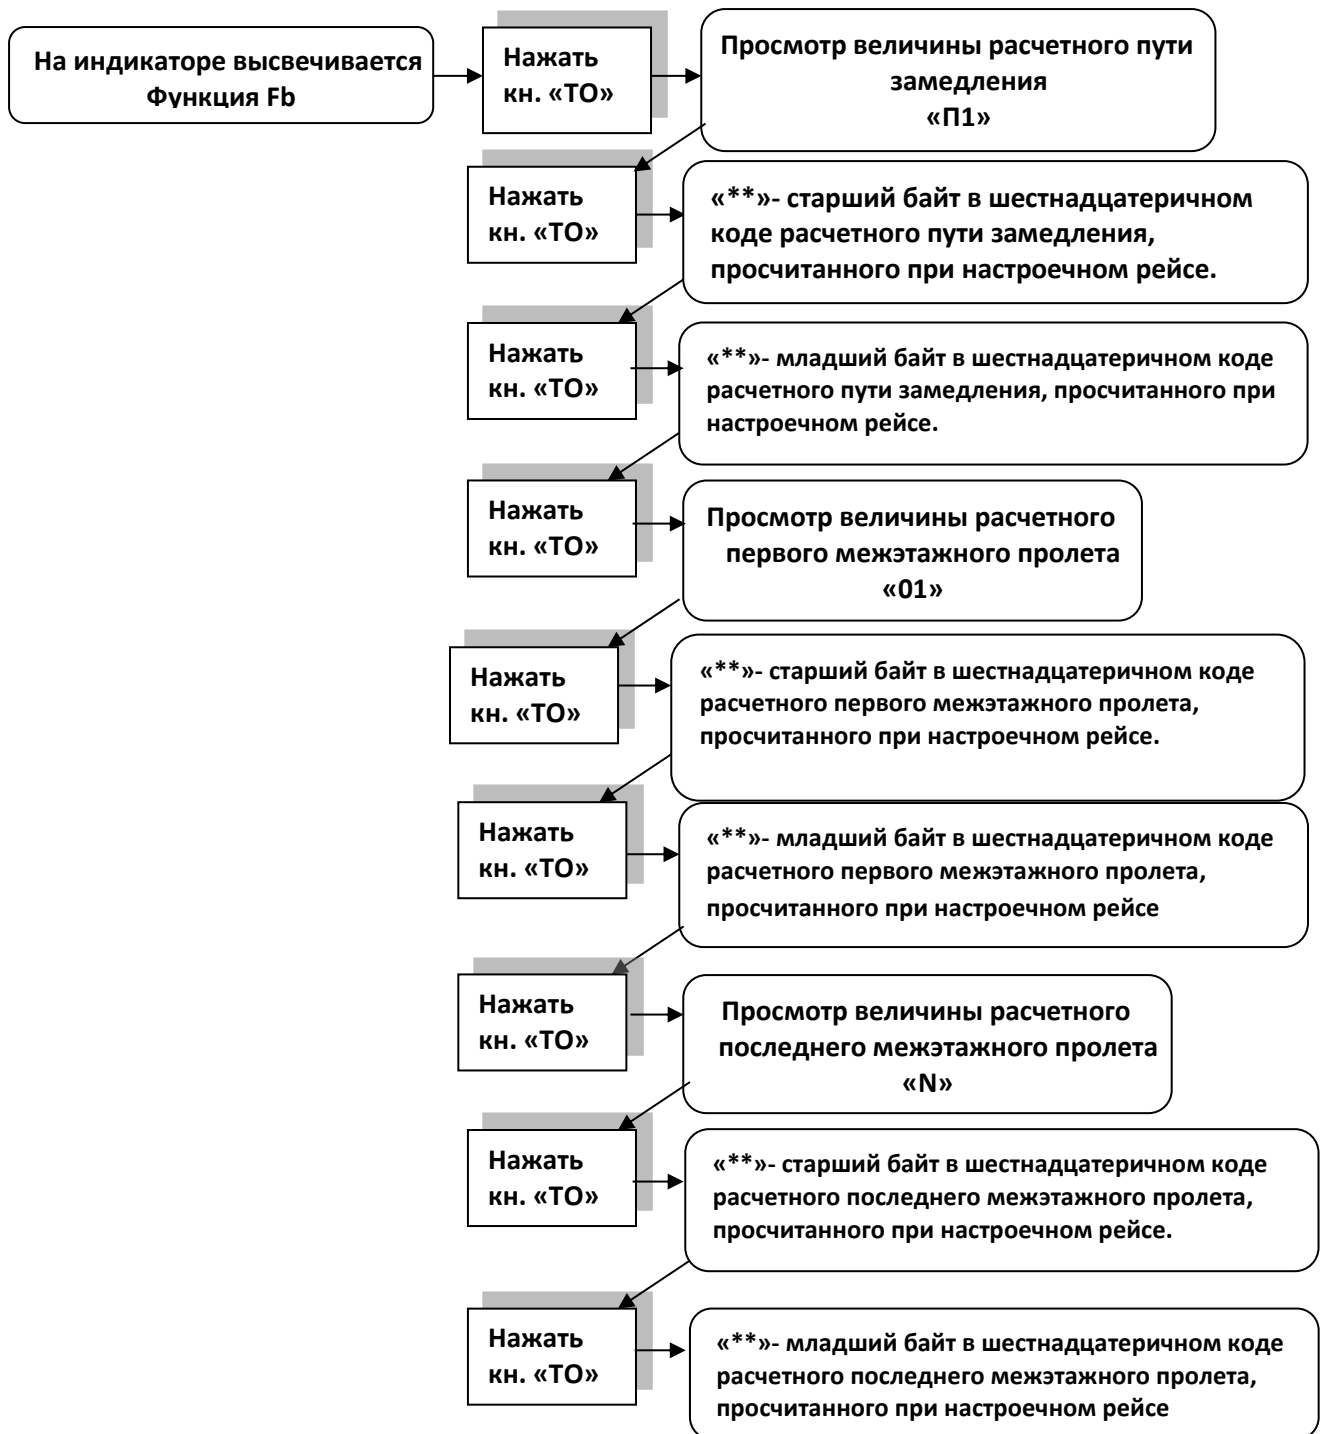 На индикаторе высвечивается
Функция Fb
Нажать
кн. «ТО»
Просмотр величины расчетного пути
замедления
«П1»
Нажать
кн. «ТО»
«**»- старший байт в шестнадцатеричном
коде расчетного пути замедления,
просчитанного при настроечном рейсе.
Нажать
кн. «ТО»
«**»- младший байт в шестнадцатеричном коде
расчетного пути замедления, просчитанного при
настроечном рейсе.
Нажать
кн. «ТО»
Просмотр величины расчетного
первого межэтажного пролета
«01»
Нажать
кн. «ТО»
«**»- старший байт в шестнадцатеричном коде
расчетного первого межэтажного пролета,
просчитанного при настроечном рейсе.
Нажать
кн. «ТО»
«**»- младший байт в шестнадцатеричном коде
расчетного первого межэтажного пролета,
просчитанного при настроечном рейсе
Нажать
кн. «ТО»
Просмотр величины расчетного
последнего межэтажного пролета
«N»
Нажать
кн. «ТО»
«**»- старший байт в шестнадцатеричном коде
расчетного последнего межэтажного пролета,
просчитанного при настроечном рейсе.
Нажать
кн. «ТО»
«**»- младший байт в шестнадцатеричном коде
расчетного последнего межэтажного пролета,
просчитанного при настроечном рейсе